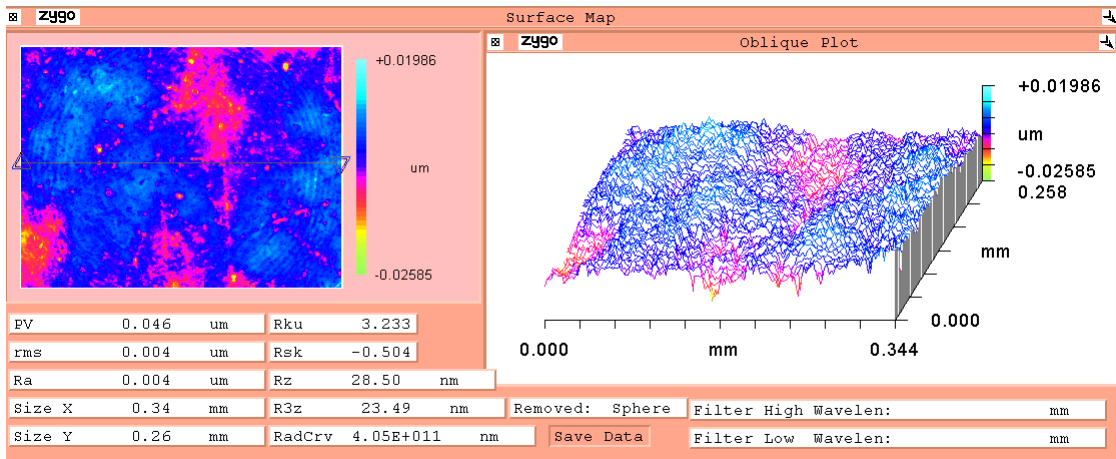 zygo Surface Map
zygo Oblique Plot
+0.01986
um
-0.02585
+0.01986
um
-0.02585
0.258
mm
0.000
0.000 mm 0.344
PV 0.046 um
rms 0.004 um
Ra 0.004 um
Size X 0.34 mm
Size Y 0.26 mm
Rku 3.233
Rsk -0.504
Rz 28.50 nm
R3z 23.49 nm
RadCrv 4.05E+011 nm
Removed: Sphere
Save Data
Filter High Wavelen: mm
Filter Low Wavelen: mm